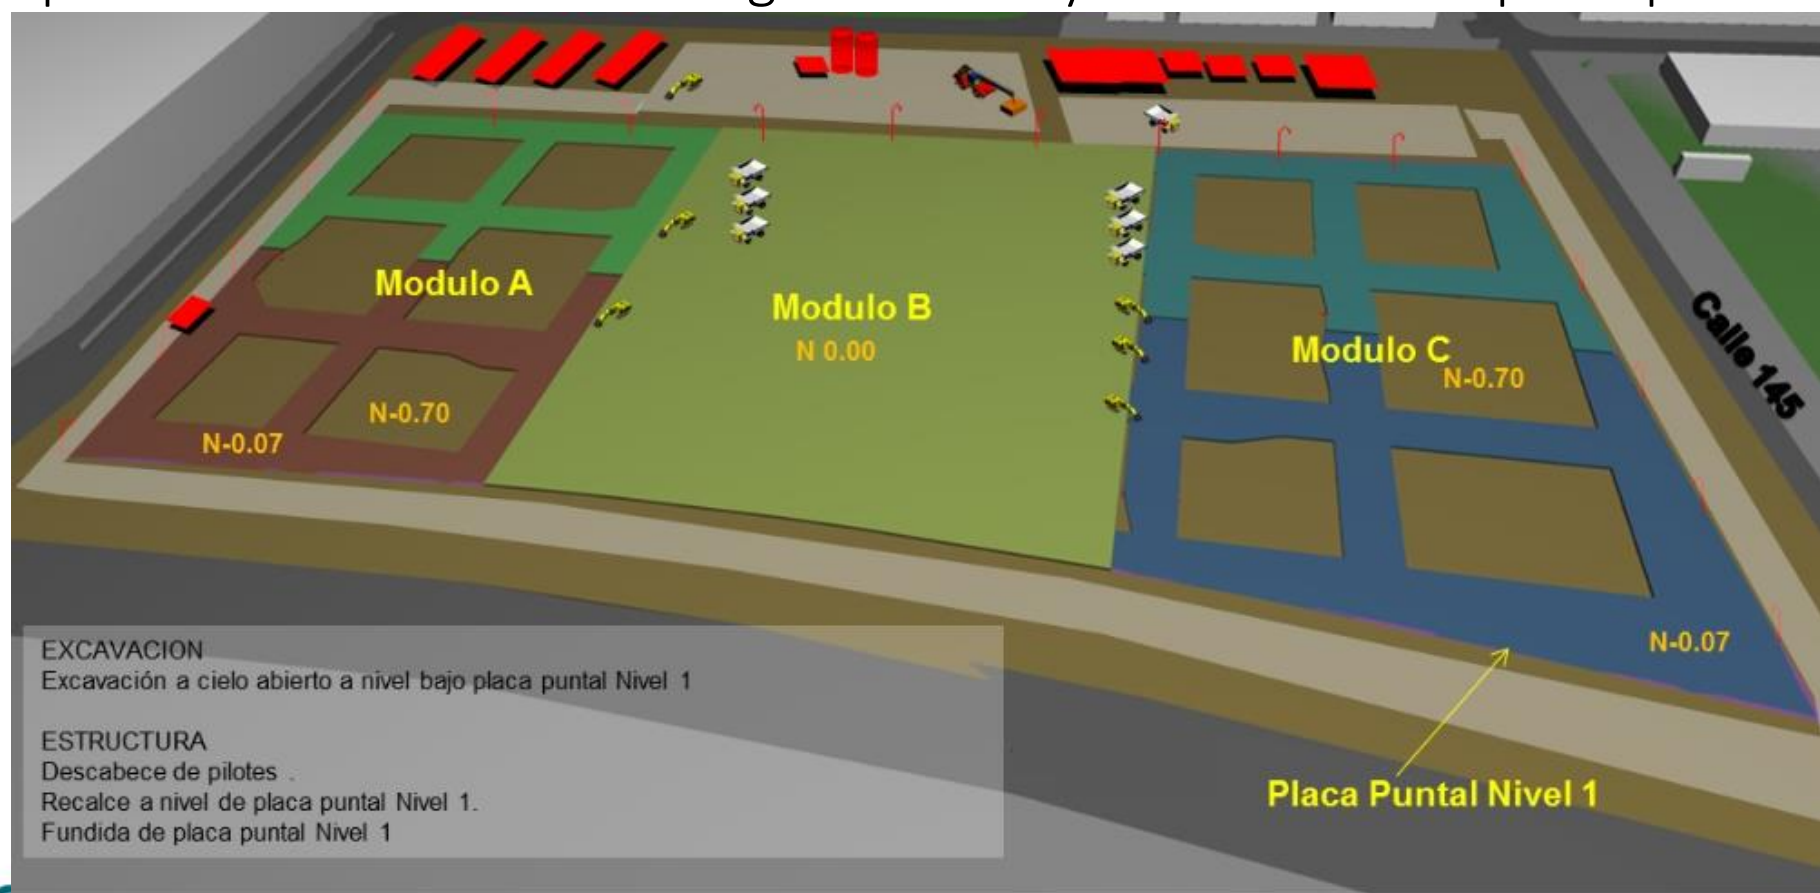 Modulo A
Modulo B
N 0.00
Modulo C
N-0.70
N-0.70
N-0.07
Calle 145
N-0.07
EXCAVACION
Excavación a cielo abierto a nivel bajo placa puntal Nivel 1
ESTRUCTURA
Descabece de pilotes .
Recalce a nivel de placa puntal Nivel 1.
Fundida de placa puntal Nivel 1
Placa Puntal Nivel 1